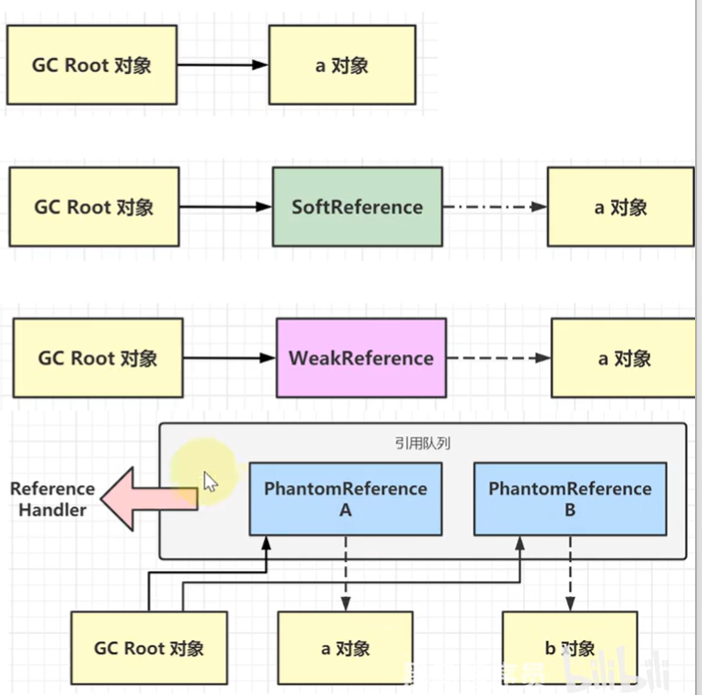 GC Root 对象
a 对象
GC Root 对象
SoftReference
a 对象
GC Root 对象
WeakReference
a 对象
引用队列
Reference
Handler
PhantomReference
A
PhantomReference
B
GC Root 对象
a 对象
b 对象
bilibili